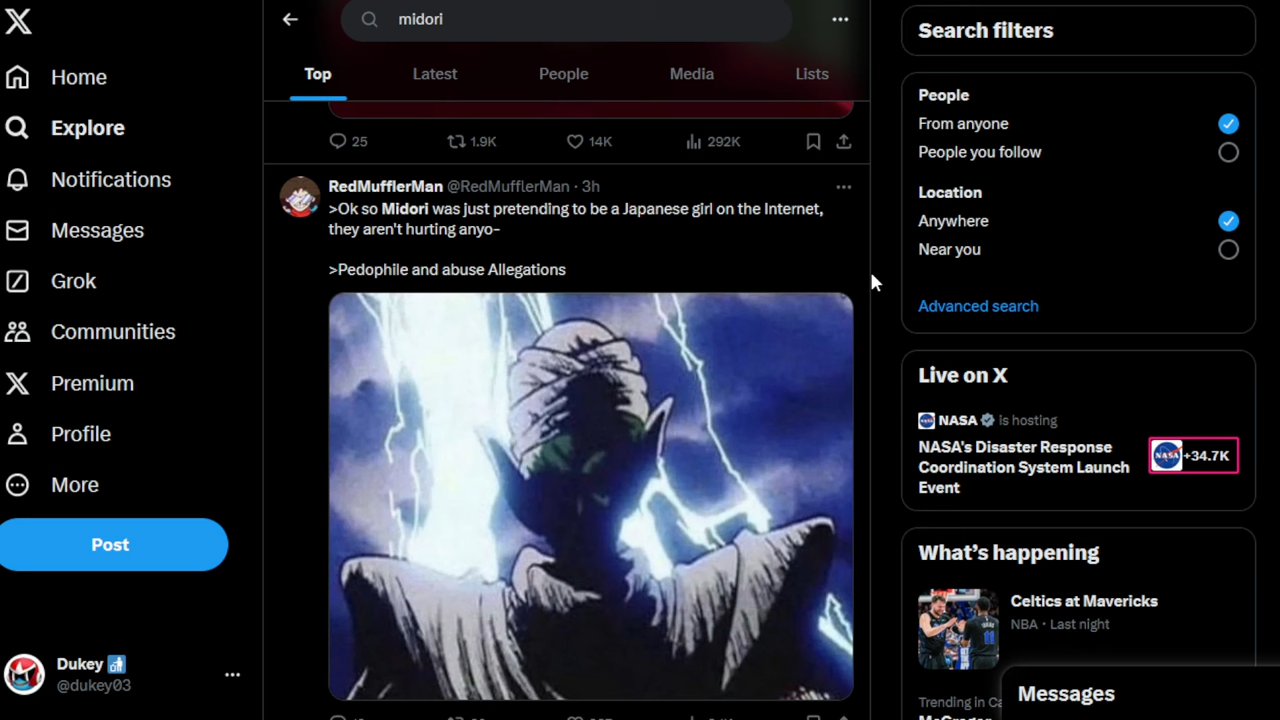 X
Home
Explore
Notifications
Messages
Grok
Communities
Premium
Profile
More
Post
Dukey
@dukey03
midori
Top Latest People Media Lists
25 1.9K 14K 292K
RedMufflerMan @RedMufflerMan · 3h
>Ok so Midori was just pretending to be a Japanese girl on the Internet,
they aren't hurting anyo-
>Pedophile and abuse Allegations
Search filters
People
From anyone
People you follow
Location
Anywhere
Near you
Advanced search
Live on X
NASA is hosting
NASA's Disaster Response
Coordination System Launch
Event
NASA +34.7K
What's happening
Celtics at Mavericks
NBA · Last night
Trending in Ca
Messages